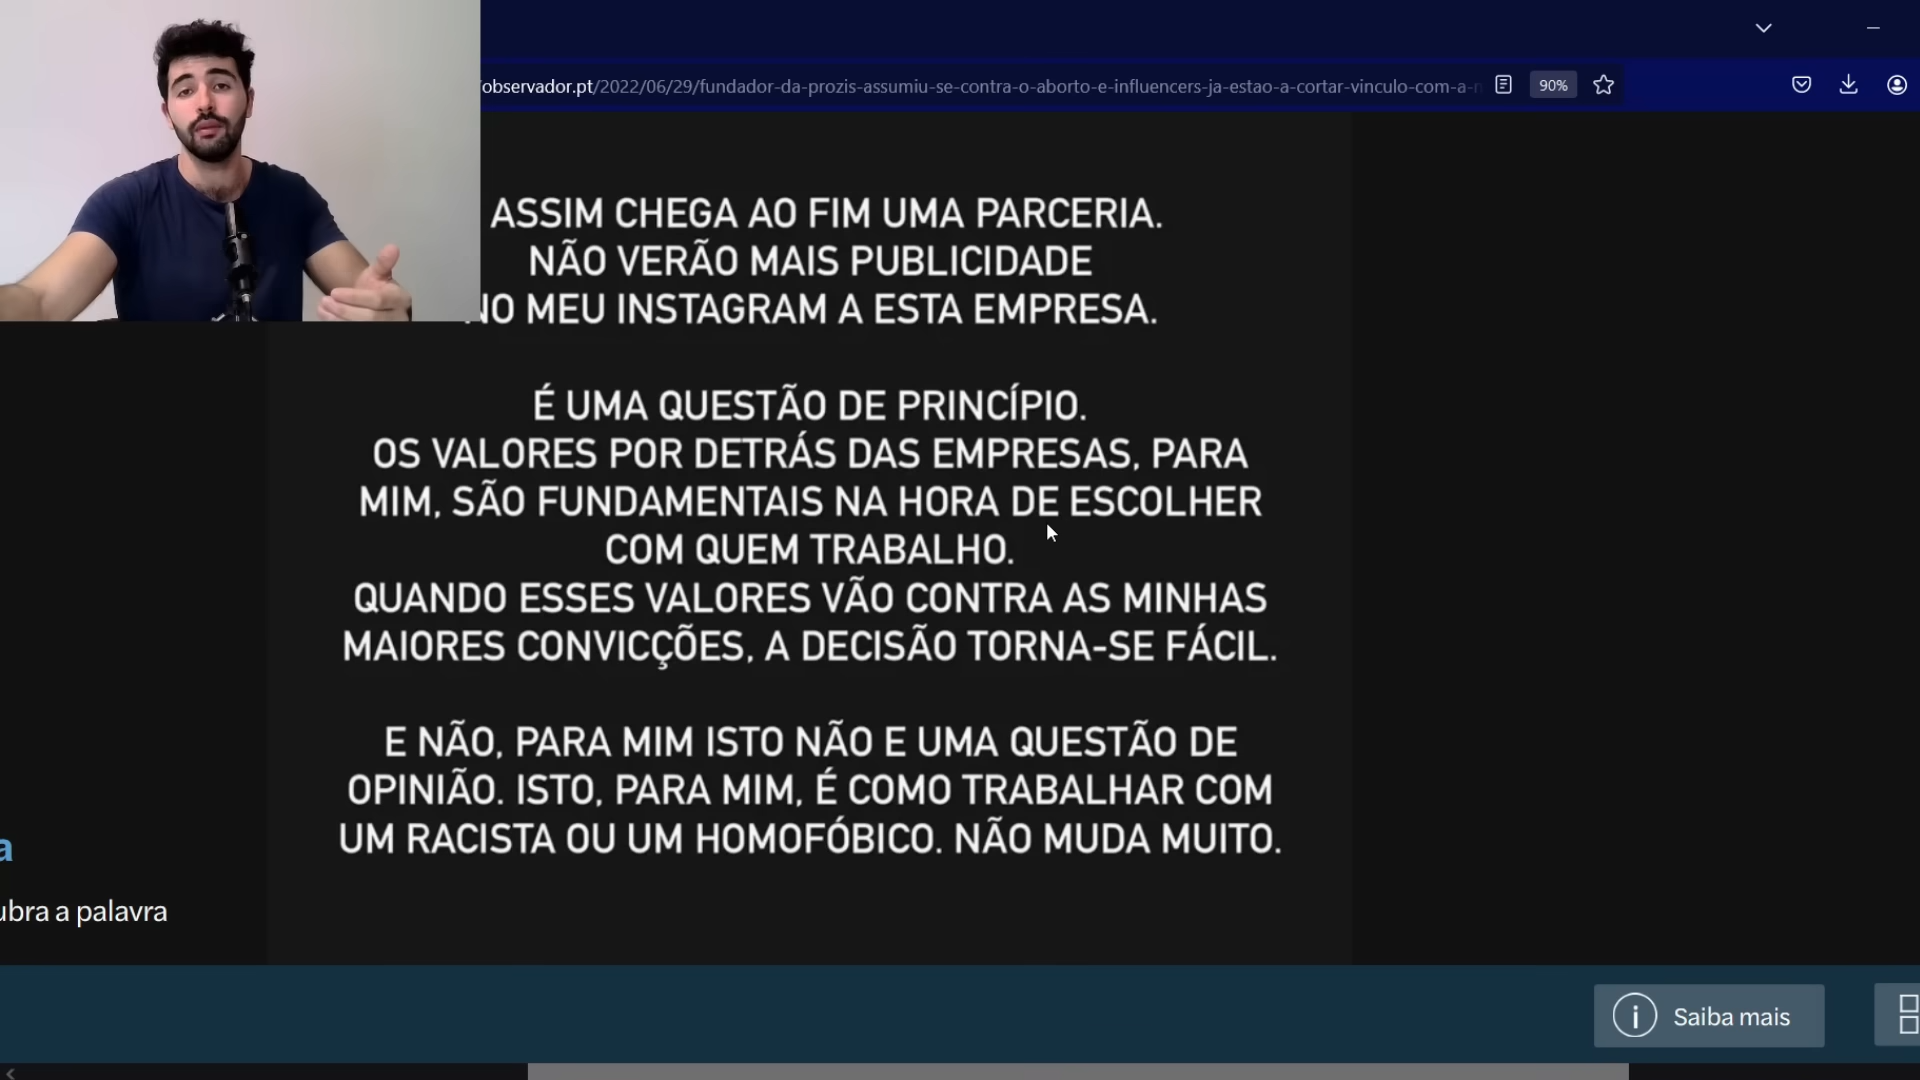 observador.pt/2022/06/29/fundador-da-prozis-assumiu-se-contra-o-aborto-e-influencers-ja-estao-a-cortar-vinculo-com-a-
90%
ASSIM CHEGA AO FIM UMA PARCERIA.
NÃO VERÃO MAIS PUBLICIDADE
NO MEU INSTAGRAM A ESTA EMPRESA.
É UMA QUESTÃO DE PRINCÍPIO.
OS VALORES POR DETRÁS DAS EMPRESAS, PARA
MIM, SÃO FUNDAMENTAIS NA HORA DE ESCOLHER
COM QUEM TRABALHO.
QUANDO ESSES VALORES VÃO CONTRA AS MINHAS
MAIORES CONVICÇÕES, A DECISÃO TORNA-SE FÁCIL.
E NÃO, PARA MIM ISTO NÃO E UMA QUESTÃO DE
OPINIÃO. ISTO, PARA MIM, É COMO TRABALHAR COM
UM RACISTA OU UM HOMOFÓBICO. NÃO MUDA MUITO.
a
ubra a palavra
Saiba mais